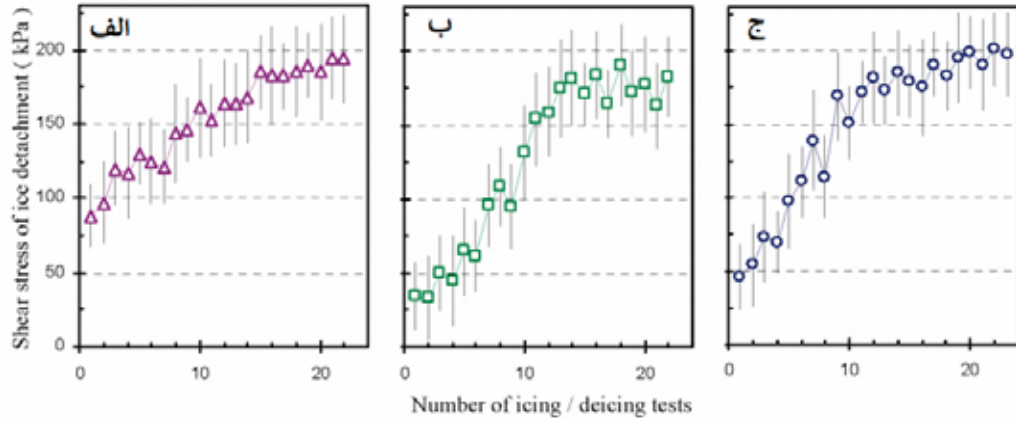 الف
ب
ج
Shear stress of ice detachment ( kPa )
200
150
100
50
0
0 10 20
0 10 20
0 10 20
Number of icing / deicing tests